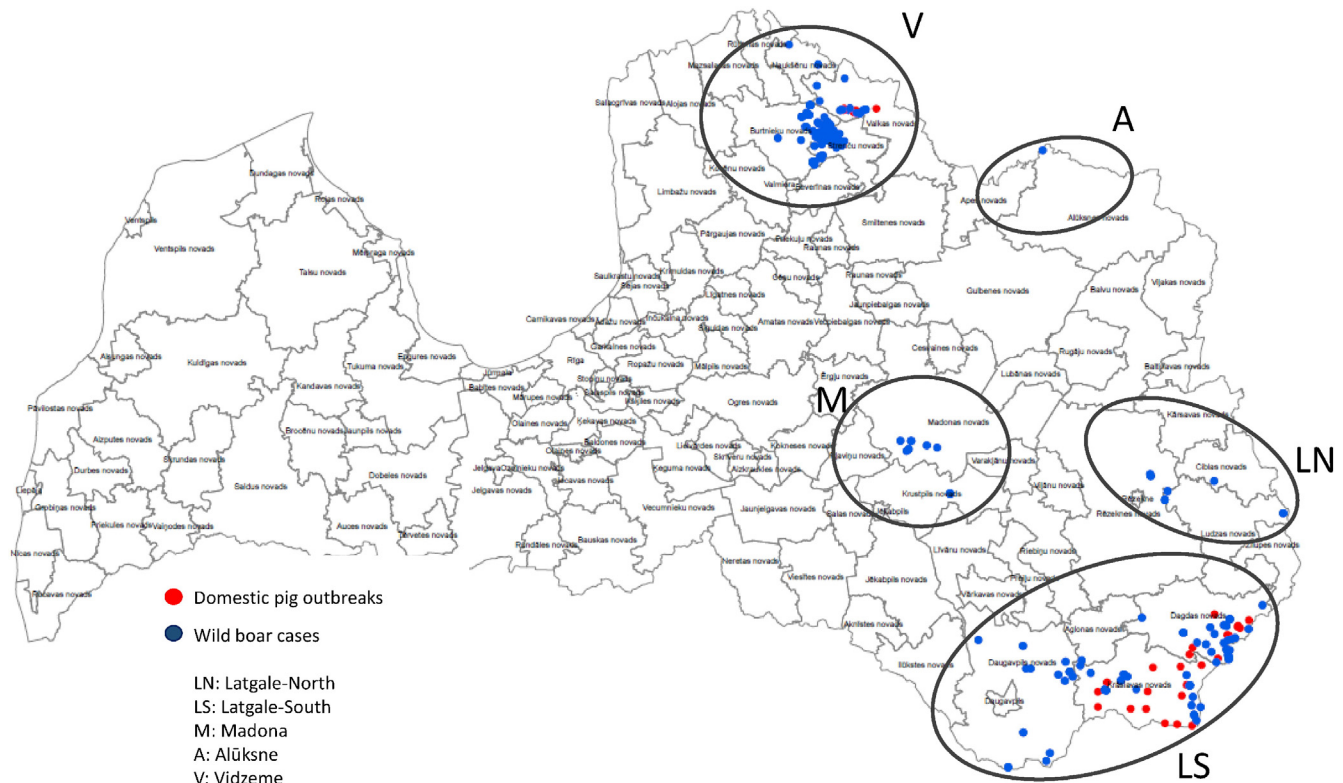 V
Rūjienas novads
Mazsalacas novads
Naukšēnu novads
Salacgrīvas novads
Alojas novads
A
Burtnieku novads
Valkas novads
Kocēnu novads
Dundagas novads
Valmiera
Beverīnas novads
Limbažu novads
Rojas novads
Apes novads
Ventspils
Alūksnes novads
Smiltenes novads
Pārgaujas novads
Priekuļu novads
Ventspils novads
Raunas novads
Mērsraga novads
Talsu novads
Krimuldas novads
Saulkrastu novads
Raunas novads
Cēsu novads
Viļakas novads
Sējas novads
Gulbenes novads
Balvu novads
Līgatnes novads
Jaunpiebalgas novads
Inčukalna novads
Carnikavas novads
Ādažu novads
Amatas novads
Vecpiebalgas novads
Siguldas novads
Garkalnes novads
Cesvaines novads
Rugāju novads
Alsungas novads
Engures novads
Rīga
Kuldīgas novads
Tukuma novads
Ropažu novads
Mālpils novads
Baltinavas novads
Jūrmala
Lubānas novads
Ērgļu novads
Stopiņu novads
Kandavas novads
Babītes novads
Salaspils novads
Mārupes novads
M
Ogres novads
Pāvilostas novads
Kārsavas novads
Ķekavas novads
Olaines novads
Madonas novads
Brocēnu novads
Jaunpils novads
Aizputes novads
Baldones novads
Lielvārdes novads
Kokneses novads
Skrīveru novads
Pļaviņu novads
Skrundas novads
Varakļānu novads
LN
Ciblas novads
Durbes novads
Jelgava
Ozolnieku novads
Ķeguma novads
Aizkraukles novads
Dobeles novads
Iecavas novads
Viļānu novads
Saldus novads
Jelgavas novads
Liepāja
Krustpils novads
Rēzekne
Grobiņas novads
Vecumnieku novads
Jaunjelgavas novads
Jēkabpils
Salas novads
Rēzeknes novads
Priekules novads
Vaiņodes novads
Auces novads
Tērvetes novads
Ludzas novads
Bauskas novads
Rundāles novads
Zilupes novads
Nīcas novads
Līvānu novads
Riebiņu novads
Neretas novads
Viesītes novads
Jēkabpils novads
Preiļu novads
Rucavas novads
Vārkavas novads
Domestic pig outbreaks
Dagdas novads
Aknīstes novads
Aglonas novads
Wild boar cases
Ilūkstes novads
Daugavpils novads
LN: Latgale-North
Krāslavas novads
LS: Latgale-South
Daugavpils
M: Madona
A: Alūksne
LS
V: Vidzeme